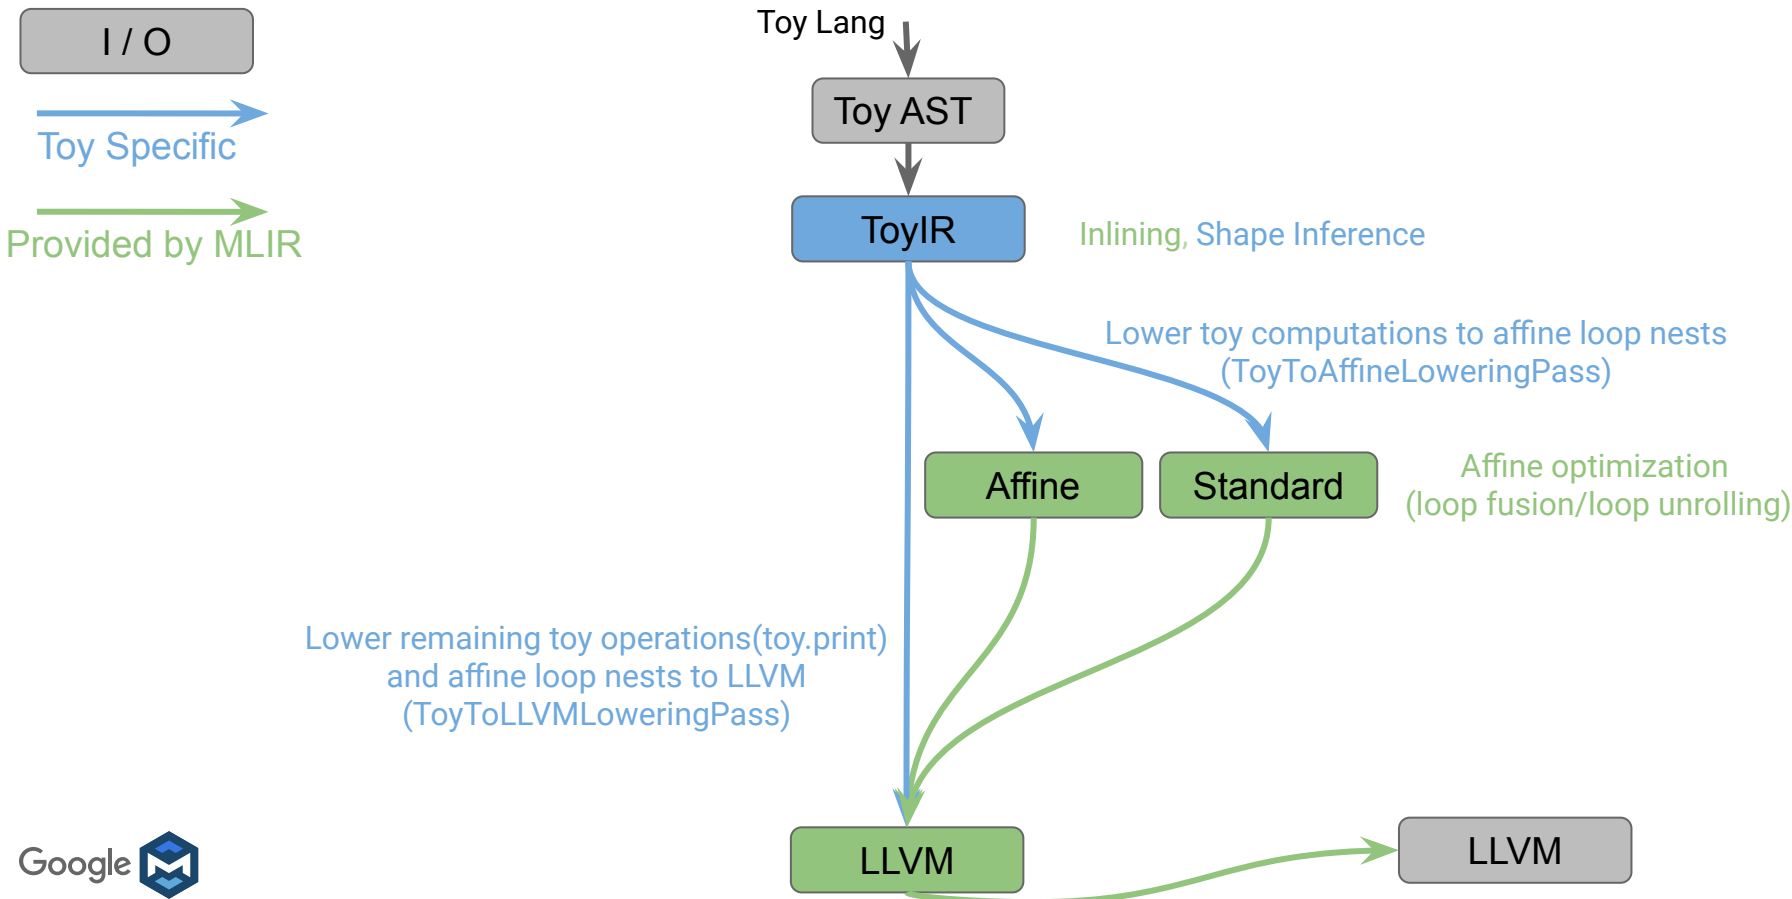 I / O
Toy Specific
Provided by MLIR
Toy Lang
Toy AST
ToyIR
Inlining, Shape Inference
Lower toy computations to affine loop nests
(ToyToAffineLoweringPass)
Affine
Standard
Affine optimization
(loop fusion/loop unrolling)
Lower remaining toy operations(toy.print)
and affine loop nests to LLVM
(ToyToLLVMLoweringPass)
LLVM
LLVM
Google